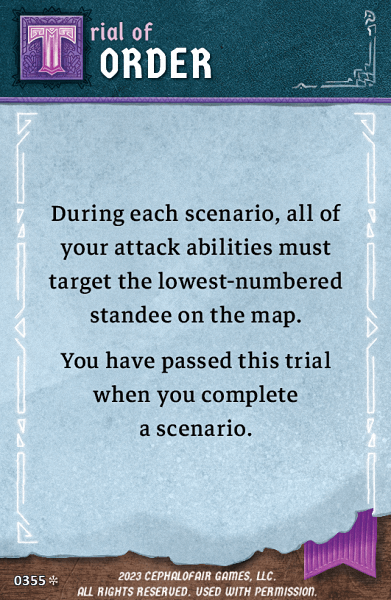 Trial of
ORDER
During each scenario, all of
your attack abilities must
target the lowest-numbered
standee on the map.
You have passed this trial
when you complete
a scenario.
0355✻
2023 CEPHALOFAIR GAMES, LLC.
ALL RIGHTS RESERVED. USED WITH PERMISSION.